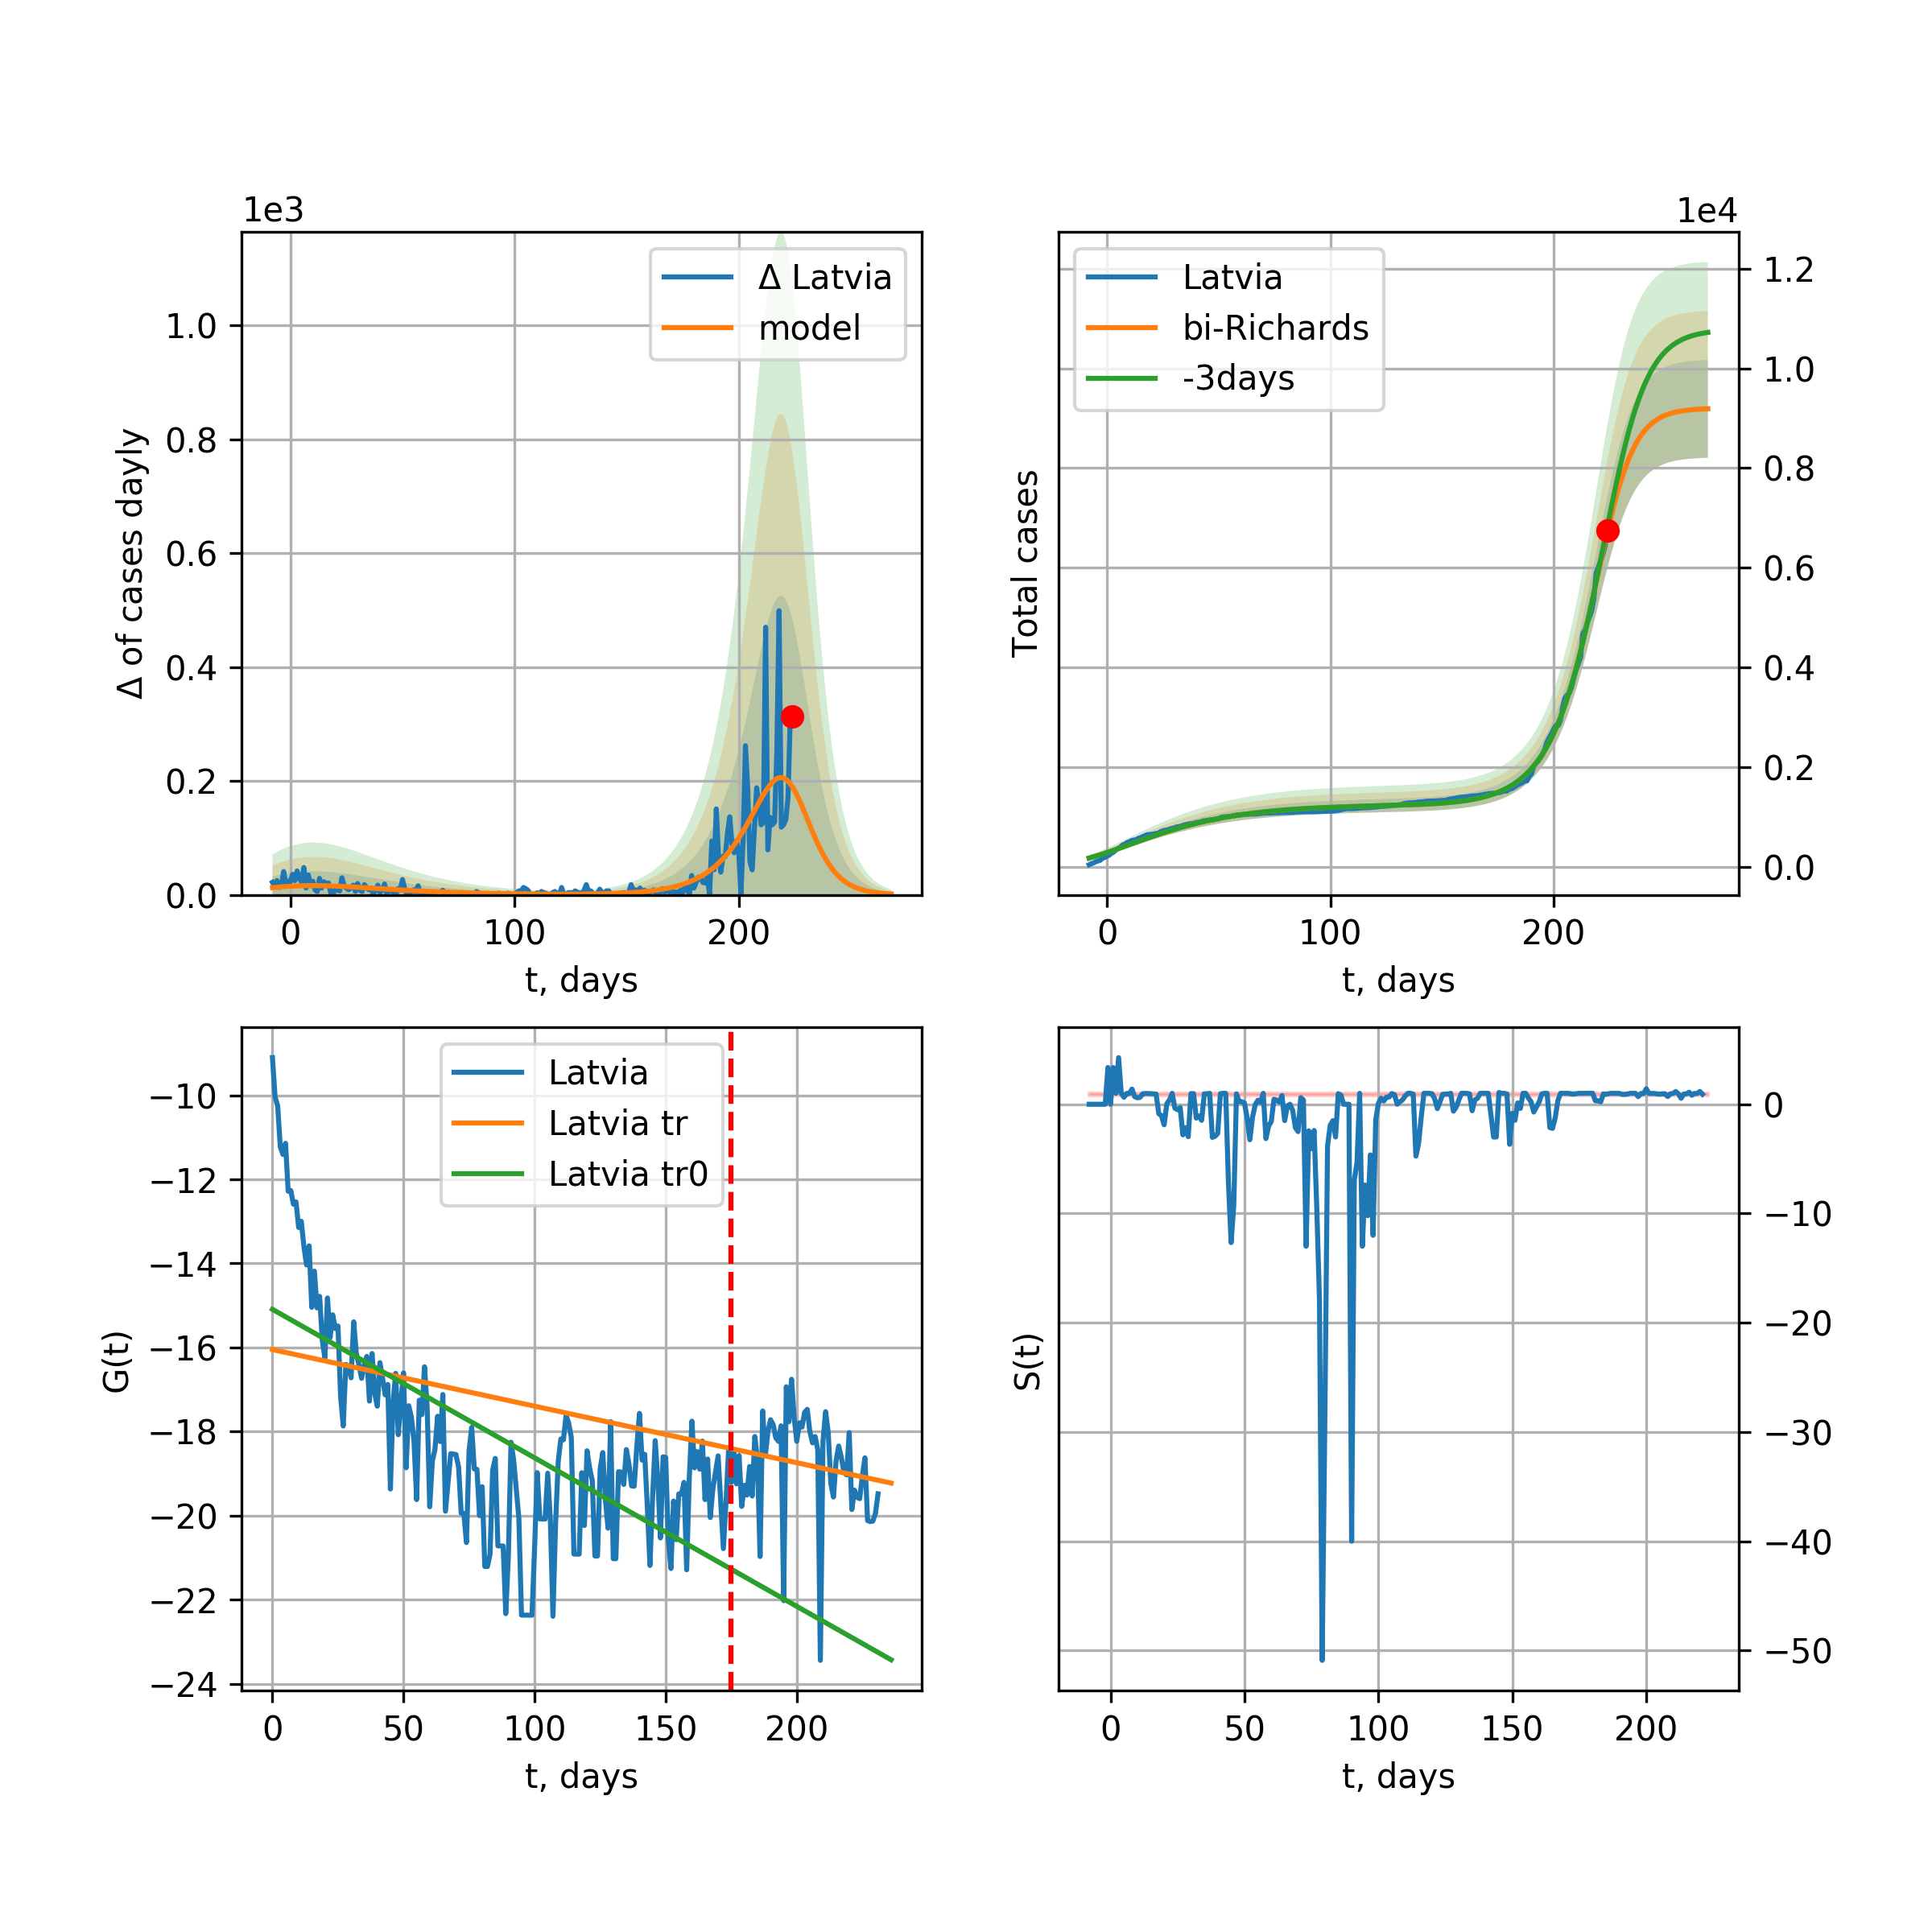 1e3
Δ of cases dayly
1.0
0.8
0.6
0.4
0.2
0.0
0 100 200
t, days
Δ Latvia
model
1e4
Total cases
1.2
1.0
0.8
0.6
0.4
0.2
0.0
0 100 200
t, days
Latvia
bi-Richards
-3days
G(t)
−10
−12
−14
−16
−18
−20
−22
−24
0 50 100 150 200
t, days
Latvia
Latvia tr
Latvia tr0
S(t)
0
−10
−20
−30
−40
−50
0 50 100 150 200
t, days